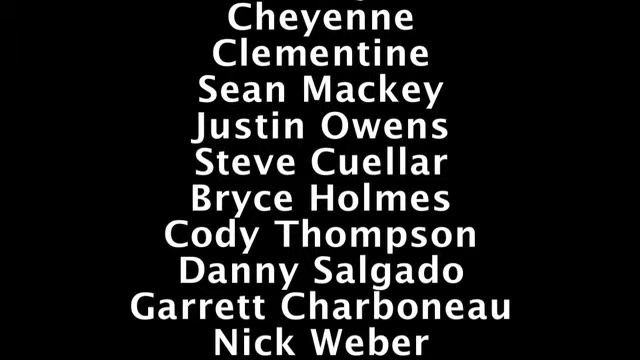 Cheyenne
Clementine
Sean Mackey
Justin Owens
Steve Cuellar
Bryce Holmes
Cody Thompson
Danny Salgado
Garrett Charboneau
Nick Weber